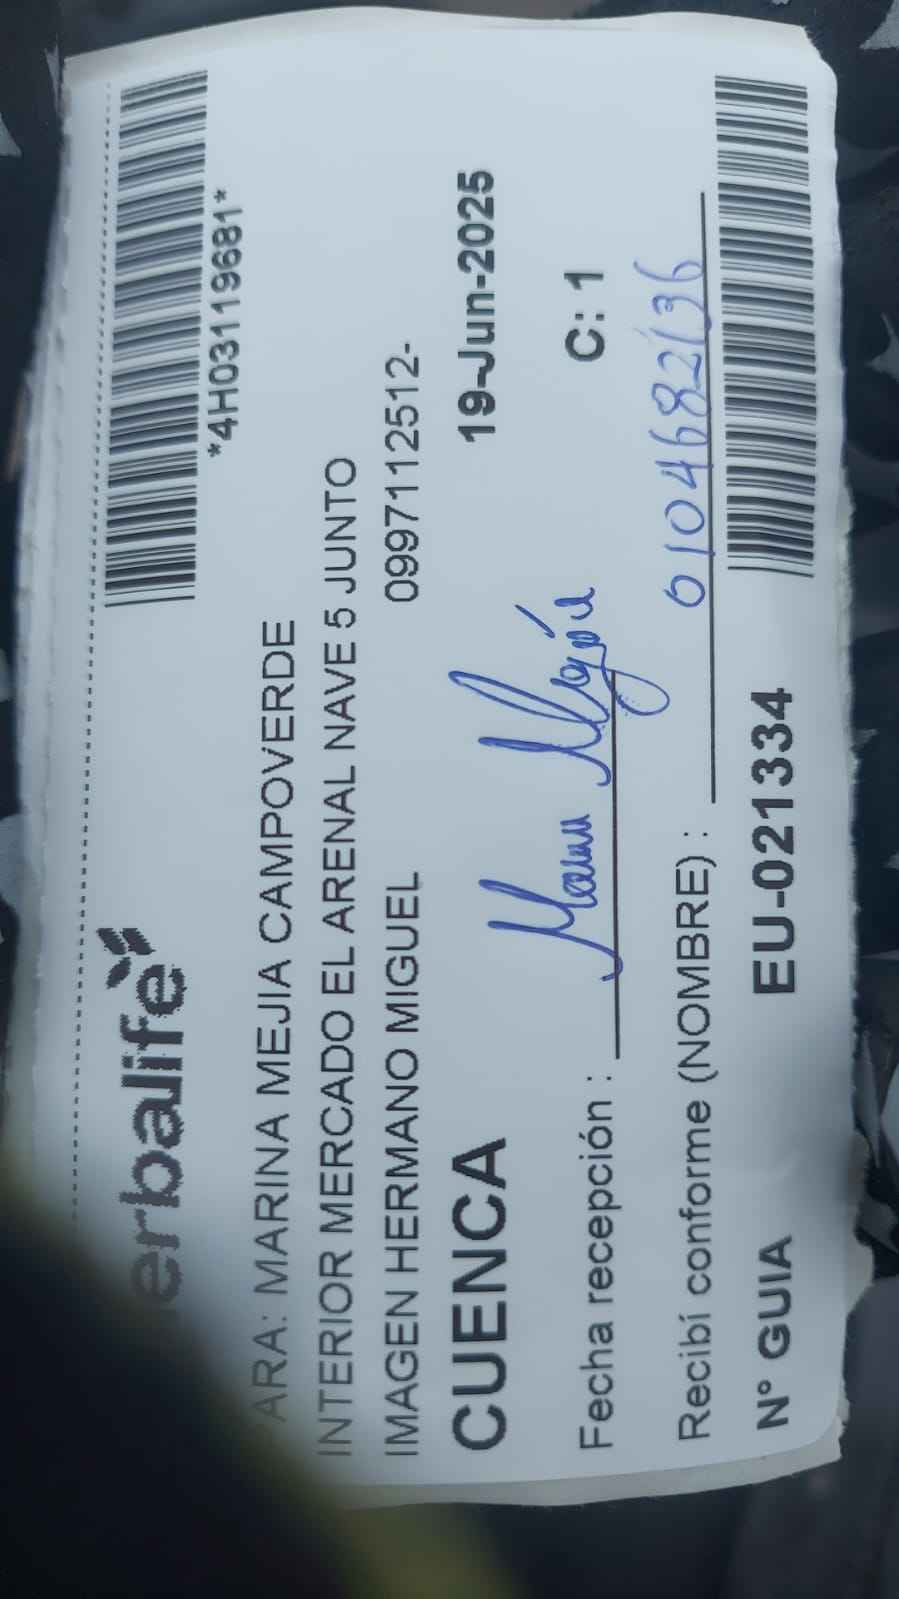 erbalife
*4H03119681*
ARA: MARINA MEJIA CAMPOVERDE
INTERIOR MERCADO EL ARENAL NAVE 5 JUNTO
IMAGEN HERMANO MIGUEL 0997112512-
CUENCA 19-Jun-2025
Fecha recepción : C: 1
Recibí conforme (NOMBRE) : 0104682136
N° GUIA EU-021334